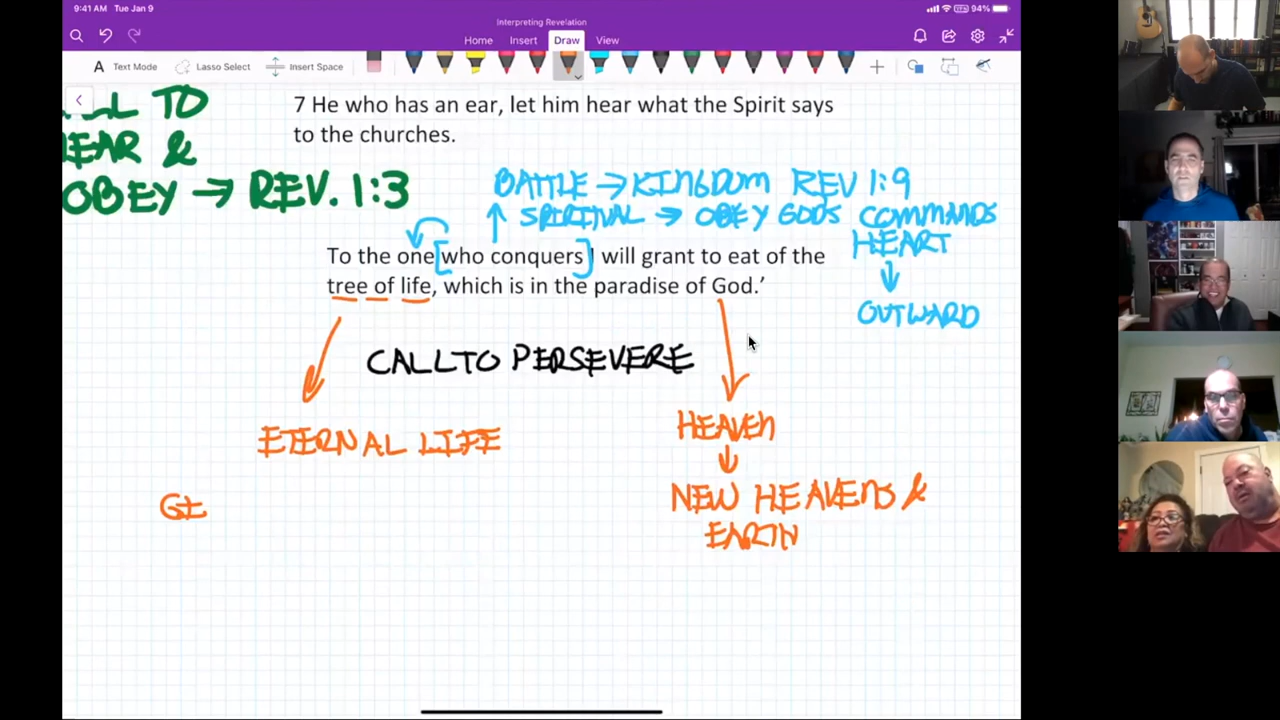 9:41 AM Tue Jan 9
94%
Interpreting Revelation
Home Insert Draw View
Text Mode Lasso Select Insert Space
7 He who has an ear, let him hear what the Spirit says
to the churches.
LL TO
EAR &
OBEY → REV. 1:3
BATTLE → KINGDOM REV 1:9
↑ SPIRITUAL → OBEY GODS COMMANDS
HEART
↓
OUTWARD
To the one [who conquers] I will grant to eat of the
tree of life, which is in the paradise of God.’
CALL TO PERSEVERE
ETERNAL LIFE
HEAVEN
↓
NEW HEAVENS &
EARTH
GE